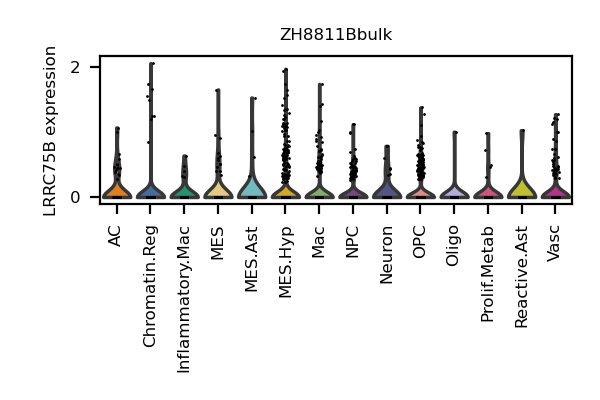 ZH8811Bbulk
LRRC75B expression
2
0
AC
Chromatin.Reg
Inflammatory.Mac
MES
MES.Ast
MES.Hyp
Mac
NPC
Neuron
OPC
Oligo
Prolif.Metab
Reactive.Ast
Vasc